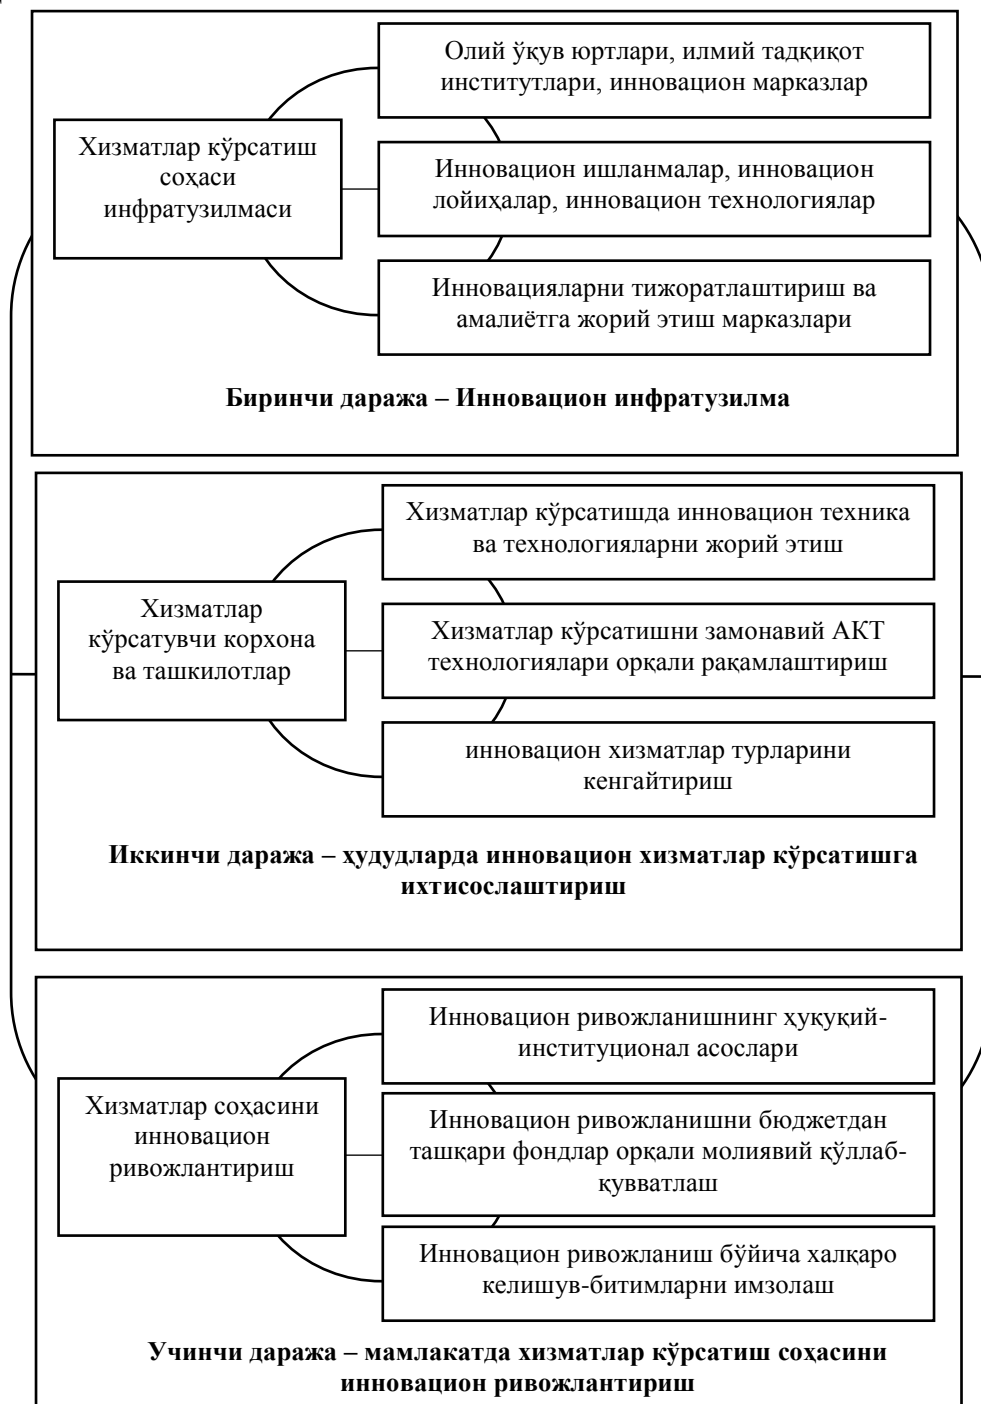 Олий ўқув юртлари, илмий тадқиқот
институтлари, инновацион марказлар
Хизматлар кўрсатиш
соҳаси
инфратузилмаси
Инновацион ишланмалар, инновацион
лойиҳалар, инновацион технологиялар
Инновацияларни тижоратлаштириш ва
амалиётга жорий этиш марказлари
Биринчи даража – Инновацион инфратузилма
Хизматлар кўрсатишда инновацион техника
ва технологияларни жорий этиш
Хизматлар
кўрсатувчи корхона
ва ташкилотлар
Хизматлар кўрсатишни замонавий АКТ
технологиялари орқали рақамлаштириш
инновацион хизматлар турларини
кенгайтириш
Иккинчи даража – ҳудудларда инновацион хизматлар кўрсатишга
ихтисослаштириш
Инновацион ривожланишнинг ҳуқуқий-
институционал асослари
Хизматлар соҳасини
инновацион
ривожлантириш
Инновацион ривожланишни бюджетдан
ташқари фондлар орқали молиявий қўллаб-
қувватлаш
Инновацион ривожланиш бўйича халқаро
келишув-битимларни имзолаш
Учинчи даража – мамлакатда хизматлар кўрсатиш соҳасини
инновацион ривожлантириш